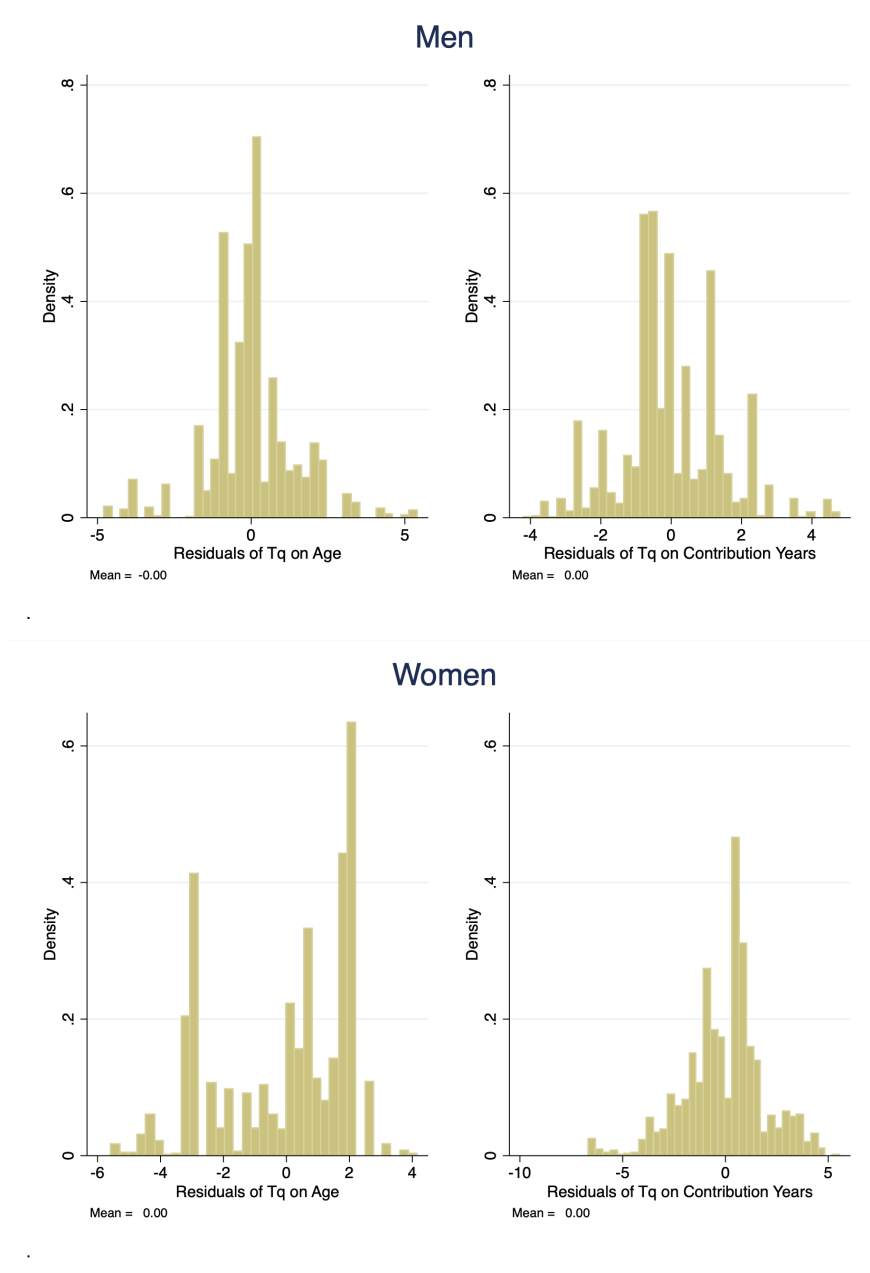 Men
.8
.6
.4
.2
0
Density
-5 0 5
Residuals of Tq on Age
Mean = -0.00
.8
.6
.4
.2
0
Density
-4 -2 0 2 4
Residuals of Tq on Contribution Years
Mean = 0.00
.
Women
.6
.4
.2
0
Density
-6 -4 -2 0 2 4
Residuals of Tq on Age
Mean = 0.00
.6
.4
.2
0
Density
-10 -5 0 5
Residuals of Tq on Contribution Years
Mean = 0.00
.